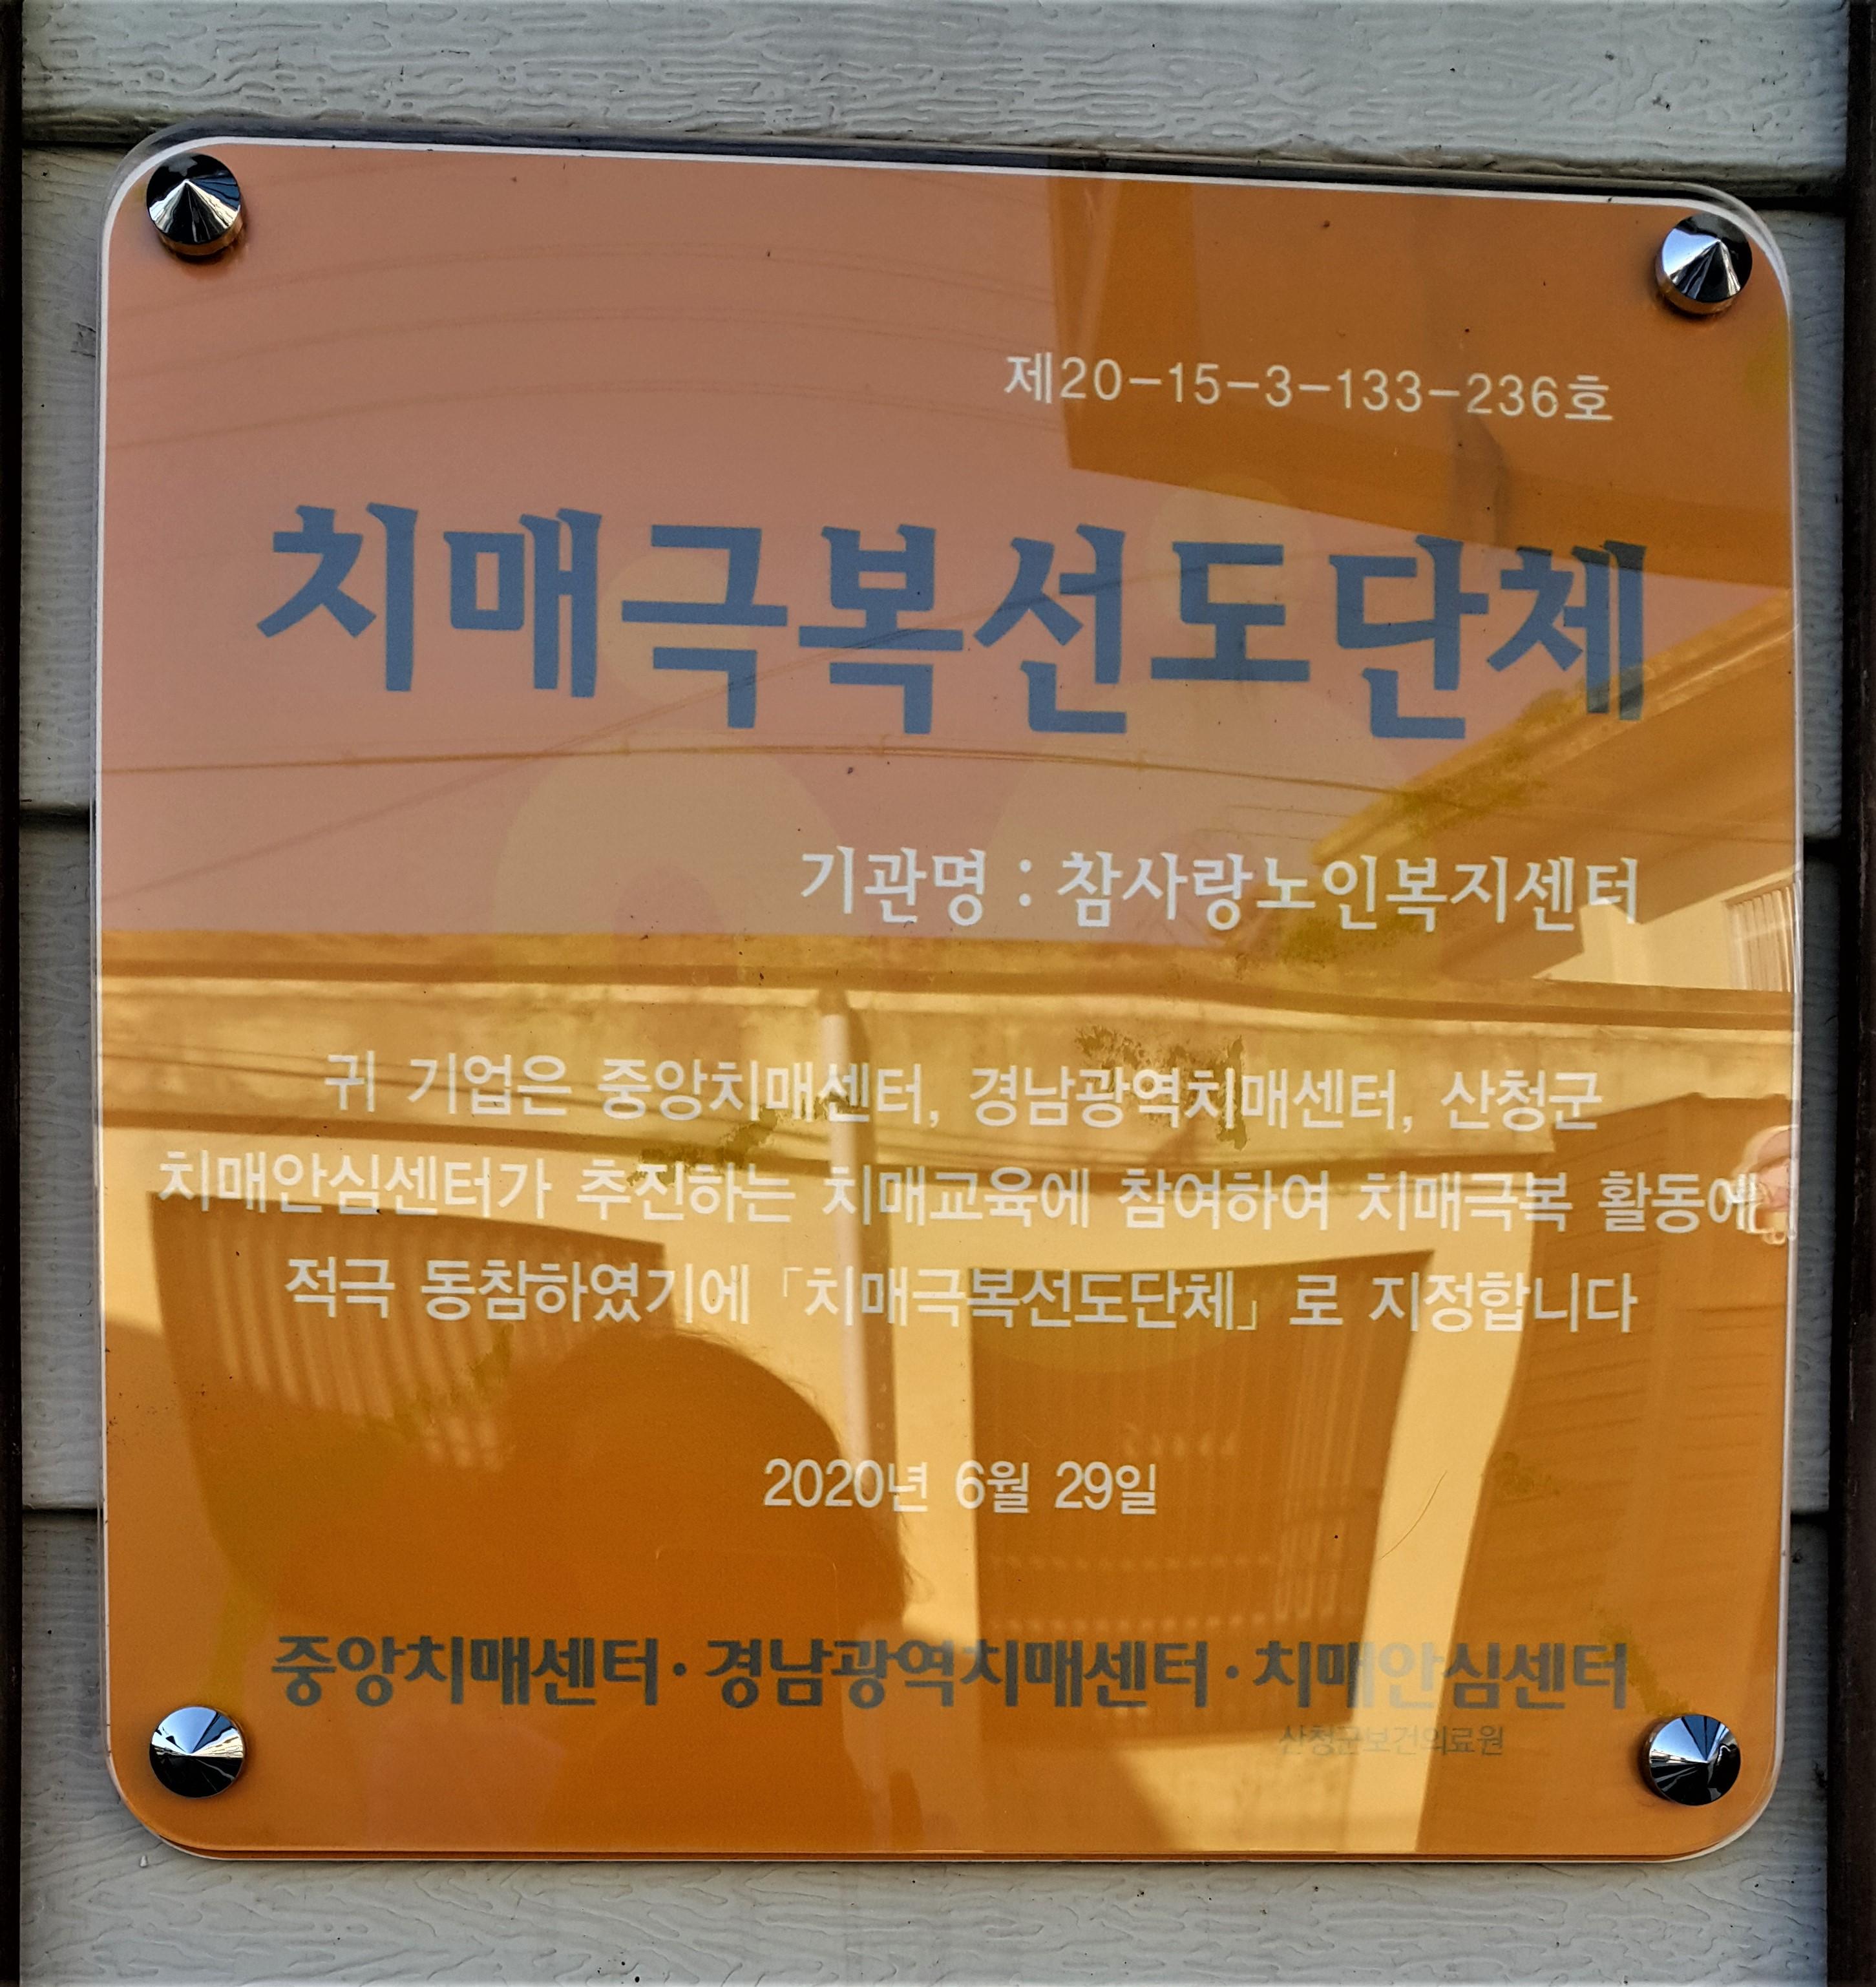 제20-15-3-133-236호
치매극복선도단체
기관명 : 참사랑노인복지센터
귀 기업은 중앙치매센터, 경남광역치매센터, 산청군
치매안심센터가 추진하는 치매교육에 참여하여 치매극복 활동에
적극 동참하였기에 「치매극복선도단체」로 지정합니다
2020년 6월 29일
중앙치매센터·경남광역치매센터·치매안심센터
산청군보건의료원